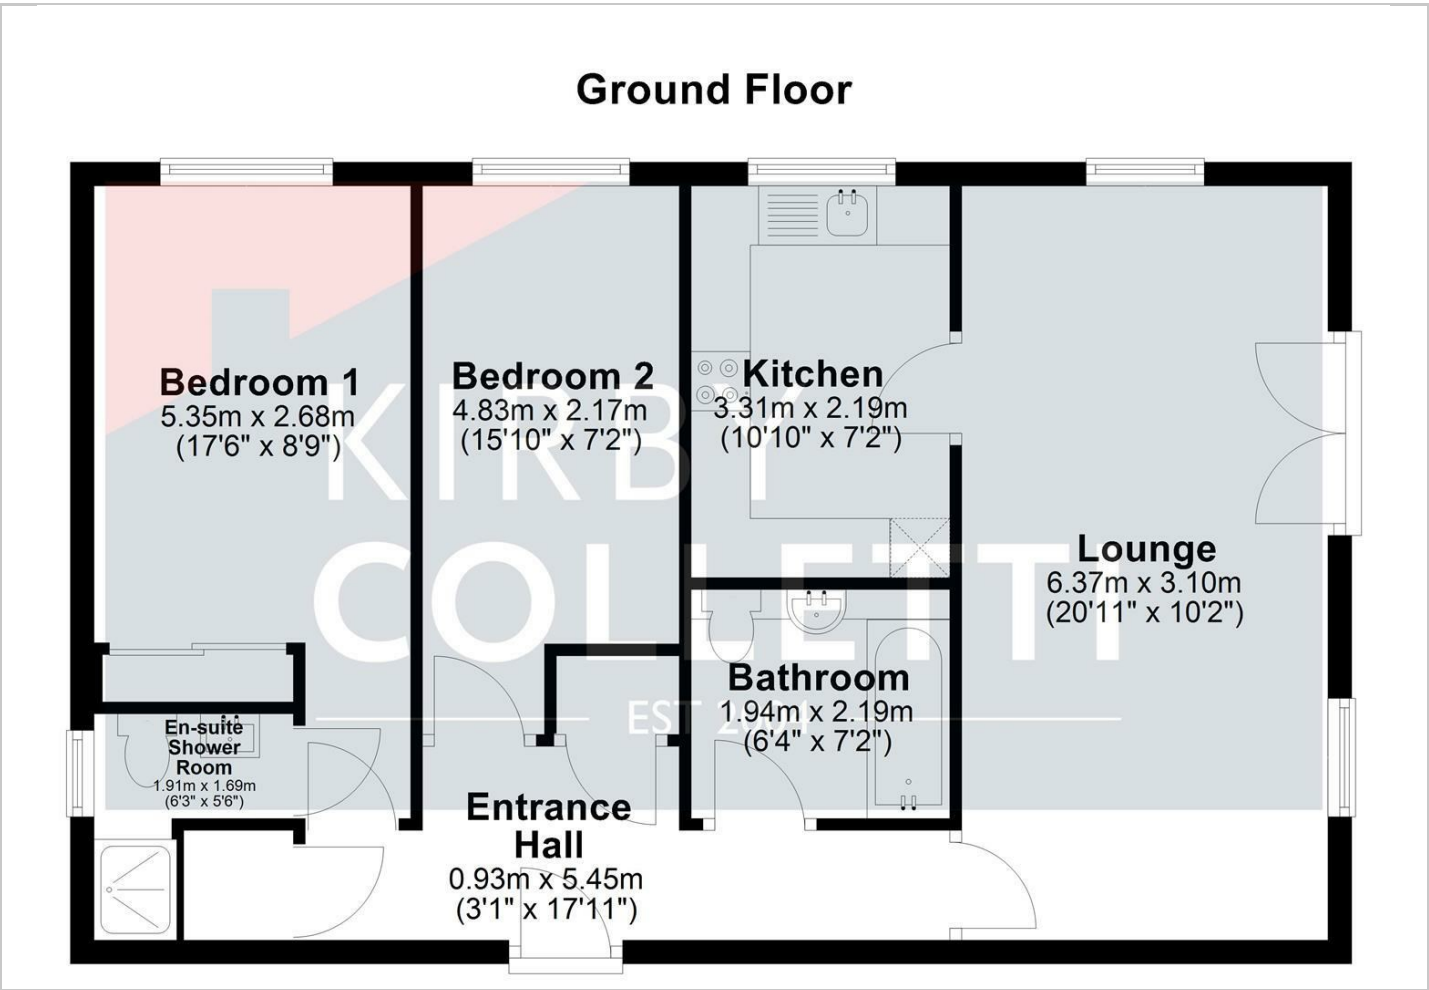 Ground Floor
Bedroom 1
5.35m x 2.68m
(17'6" x 8'9")
Bedroom 2
4.83m x 2.17m
(15'10" x 7'2")
Kitchen
3.31m x 2.19m
(10'10" x 7'2")
Lounge
6.37m x 3.10m
(20'11" x 10'2")
Bathroom
1.94m x 2.19m
(6'4" x 7'2")
En-suite
Shower
Room
1.91m x 1.69m
(6'3" x 5'6")
Entrance
Hall
0.93m x 5.45m
(3'1" x 17'11")
KIRBY
COLLETTI
EST 2004